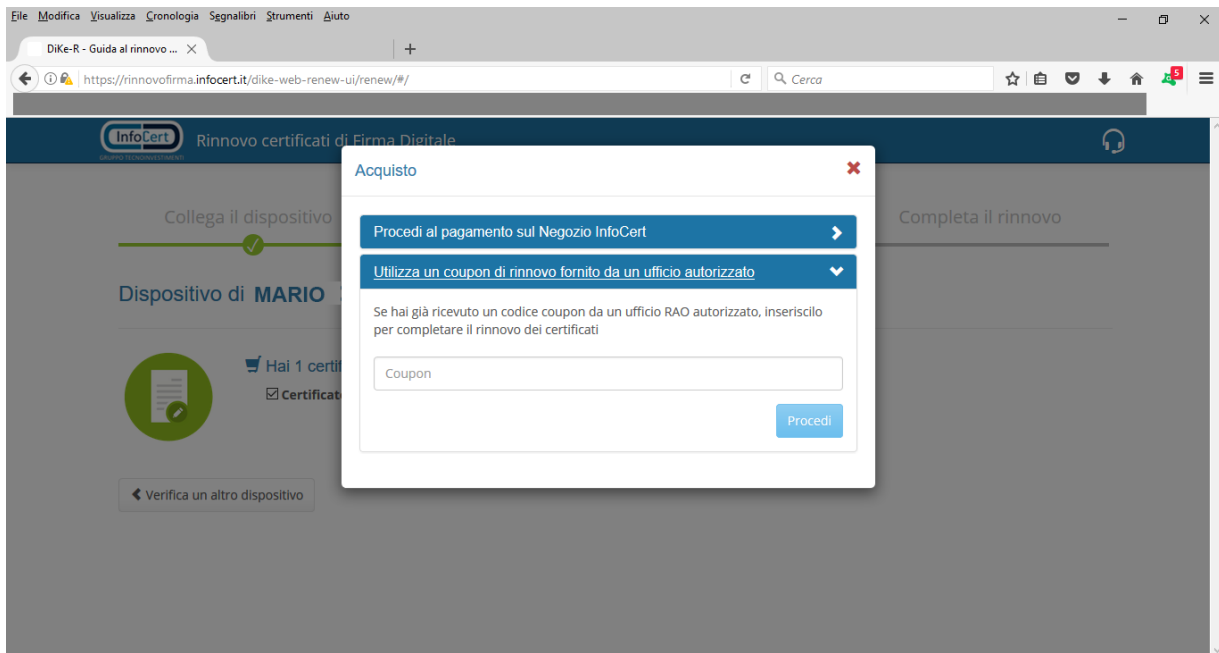 File Modifica Visualizza Cronologia Segnalibri Strumenti Aiuto
DiKe-R - Guida al rinnovo ...
https://rinnovofirma.infocert.it/dike-web-renew-ui/renew/#/
Cerca
5
InfoCert
GRUPPO TECNOINVESTIMENTI
Rinnovo certificati di Firma Digitale
Acquisto
Collega il dispositivo
Completa il rinnovo
Procedi al pagamento sul Negozio InfoCert
Utilizza un coupon di rinnovo fornito da un ufficio autorizzato
Dispositivo di MARIO
Se hai già ricevuto un codice coupon da un ufficio RAO autorizzato, inseriscilo
per completare il rinnovo dei certificati
Hai 1 certif
Certificat
Coupon
Procedi
Verifica un altro dispositivo